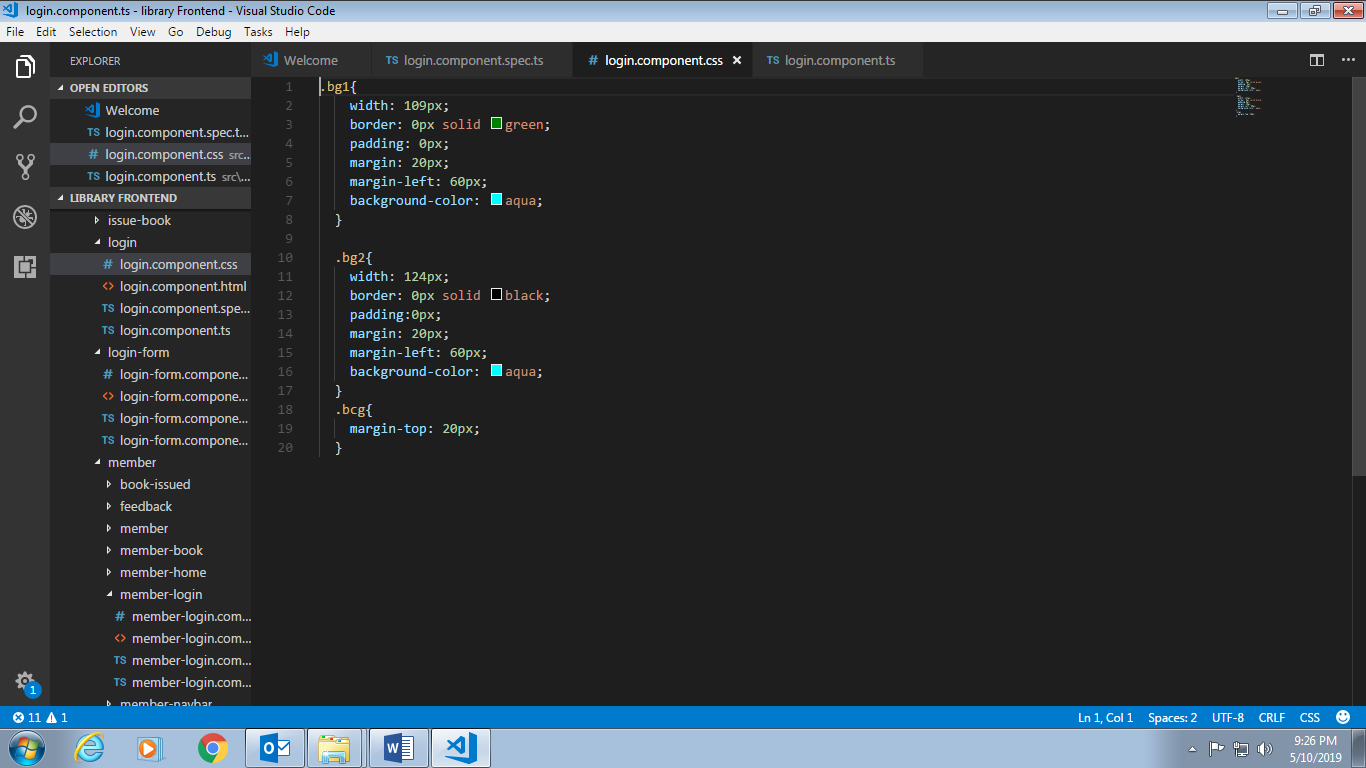 login.component.ts - library Frontend - Visual Studio Code
File Edit Selection View Go Debug Tasks Help
EXPLORER
OPEN EDITORS
Welcome
TS login.component.spec.t...
# login.component.css src...
TS login.component.ts src\...
LIBRARY FRONTEND
issue-book
login
# login.component.css
<> login.component.html
TS login.component.spe...
TS login.component.ts
login-form
# login-form.compone...
<> login-form.compone...
TS login-form.compone...
TS login-form.compone...
member
book-issued
feedback
member
member-book
member-home
member-login
# member-login.com...
<> member-login.com...
TS member-login.com...
TS member-login.com...
member-navbar
1
Welcome TS login.component.spec.ts # login.component.css × TS login.component.ts ...
1 .bg1{
2 width: 109px;
3 border: 0px solid green;
4 padding: 0px;
5 margin: 20px;
6 margin-left: 60px;
7 background-color: aqua;
8 }
9
10 .bg2{
11 width: 124px;
12 border: 0px solid black;
13 padding:0px;
14 margin: 20px;
15 margin-left: 60px;
16 background-color: aqua;
17 }
18 .bcg{
19 margin-top: 20px;
20 }
11 1 Ln 1, Col 1 Spaces: 2 UTF-8 CRLF CSS
9:26 PM
5/10/2019